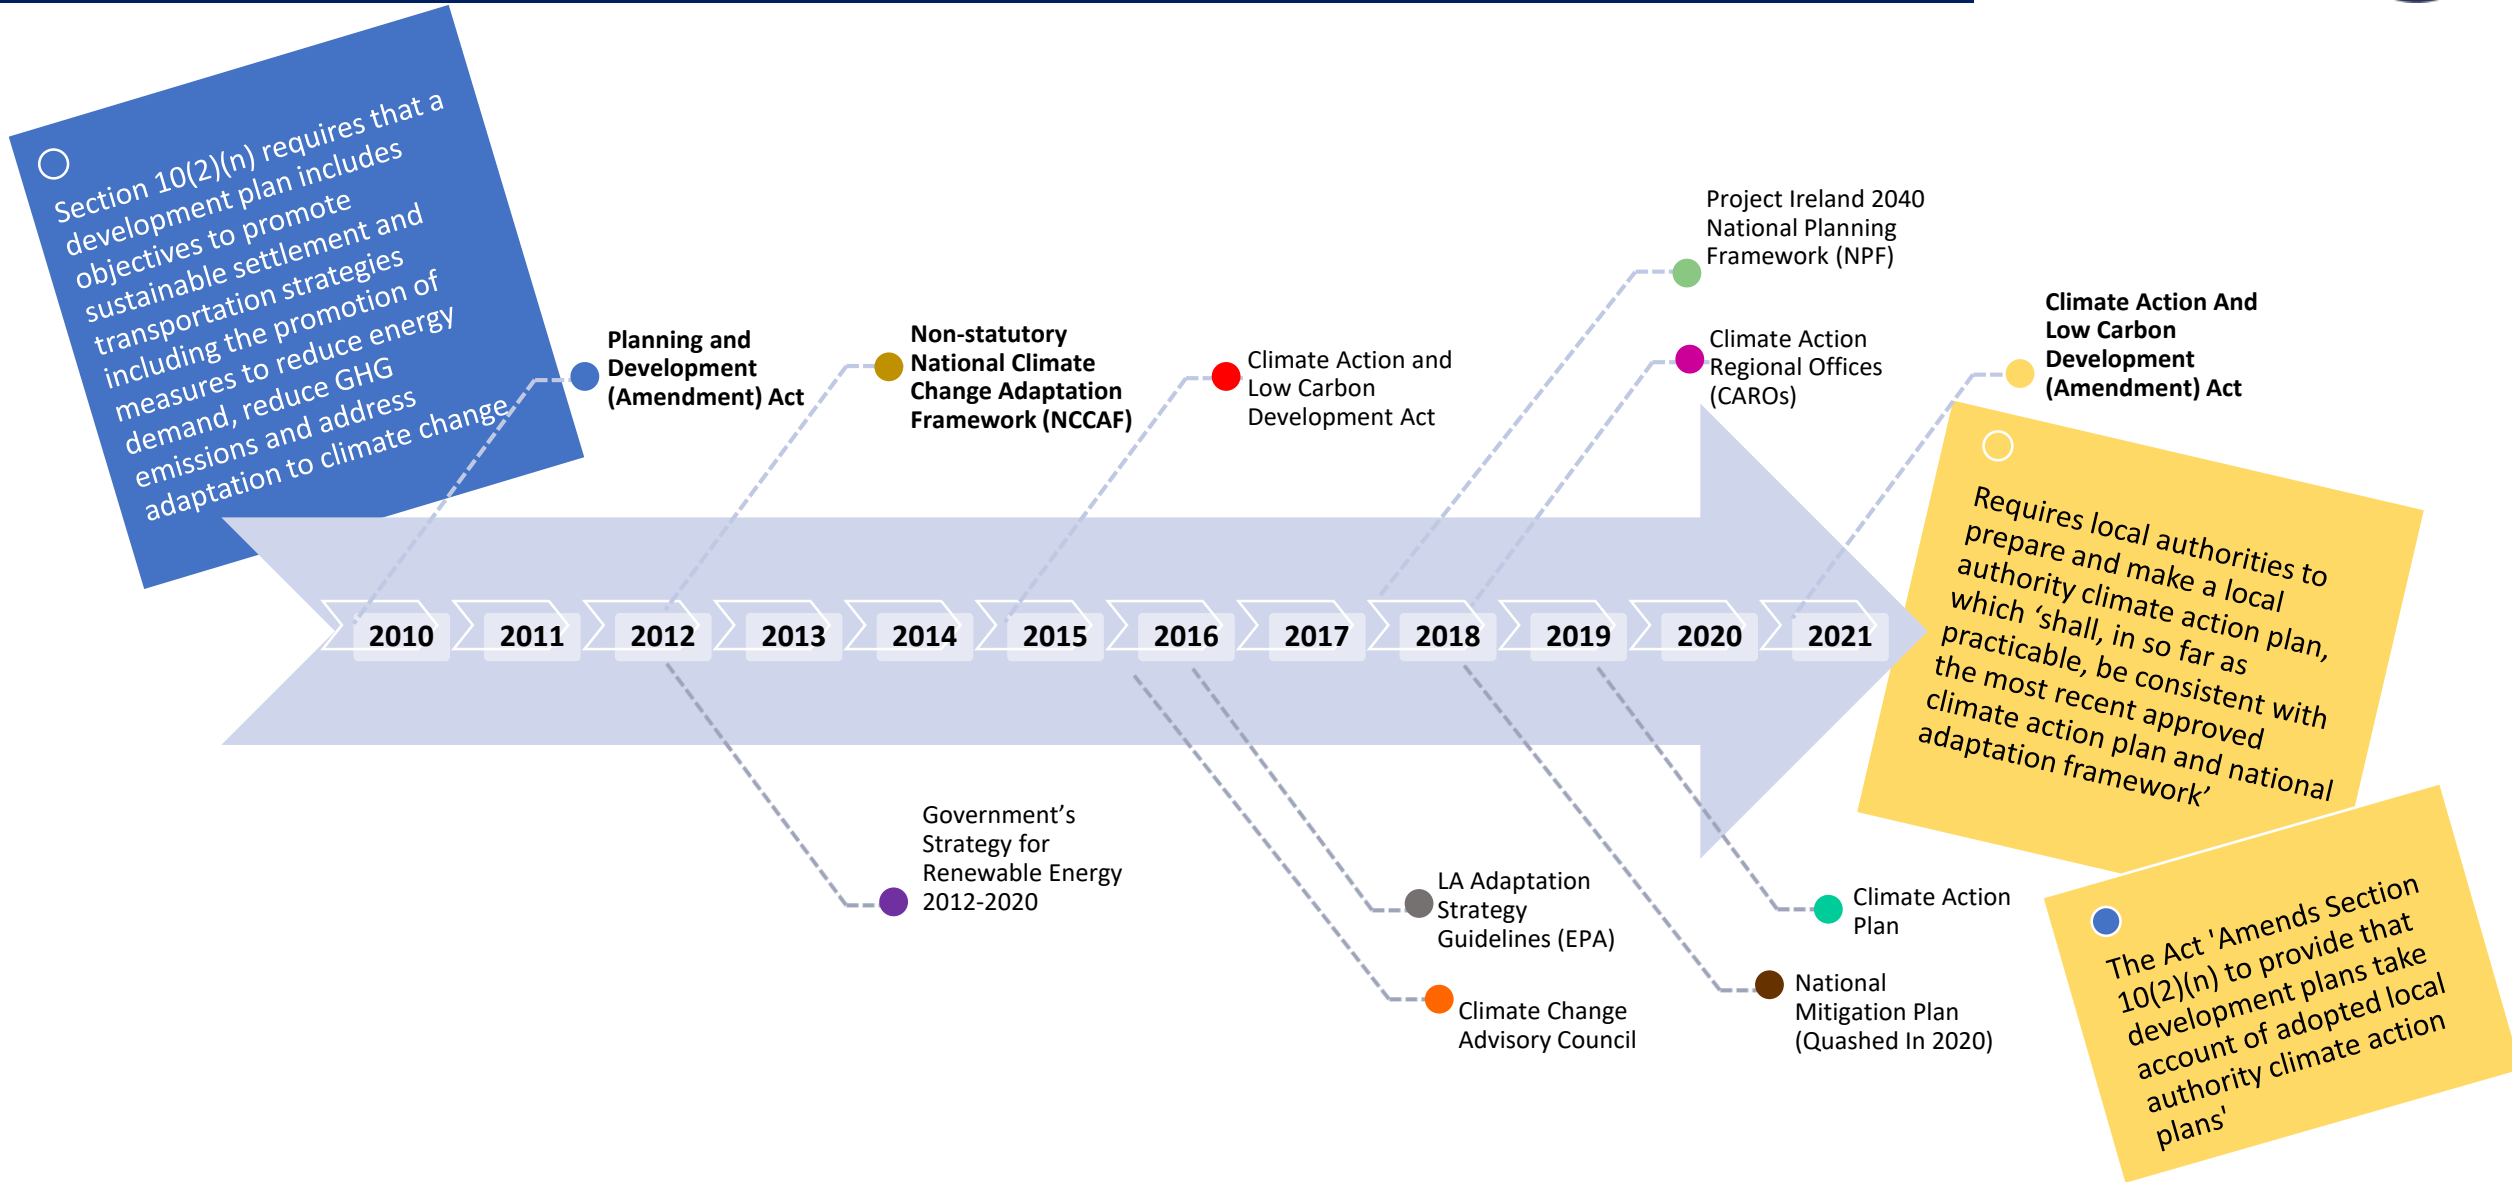 Section 10(2)(n) requires that a
development plan includes
objectives to promote
sustainable settlement and
transportation strategies
including the promotion of
measures to reduce energy
demand, reduce GHG
emissions and address
adaptation to climate change
Planning and
Development
(Amendment) Act
Non-statutory
National Climate
Change Adaptation
Framework (NCCAF)
Climate Action and
Low Carbon
Development Act
Project Ireland 2040
National Planning
Framework (NPF)
Climate Action
Regional Offices
(CAROs)
Climate Action And
Low Carbon
Development
(Amendment) Act
2010
2011
2012
2013
2014
2015
2016
2017
2018
2019
2020
2021
Requires local authorities to
prepare and make a local
authority climate action plan,
which ‘shall, in so far as
practicable, be consistent with
the most recent approved
climate action plan and national
adaptation framework’
Government’s
Strategy for
Renewable Energy
2012-2020
LA Adaptation
Strategy
Guidelines (EPA)
Climate Change
Advisory Council
Climate Action
Plan
National
Mitigation Plan
(Quashed In 2020)
The Act 'Amends Section
10(2)(n) to provide that
development plans take
account of adopted local
authority climate action
plans'